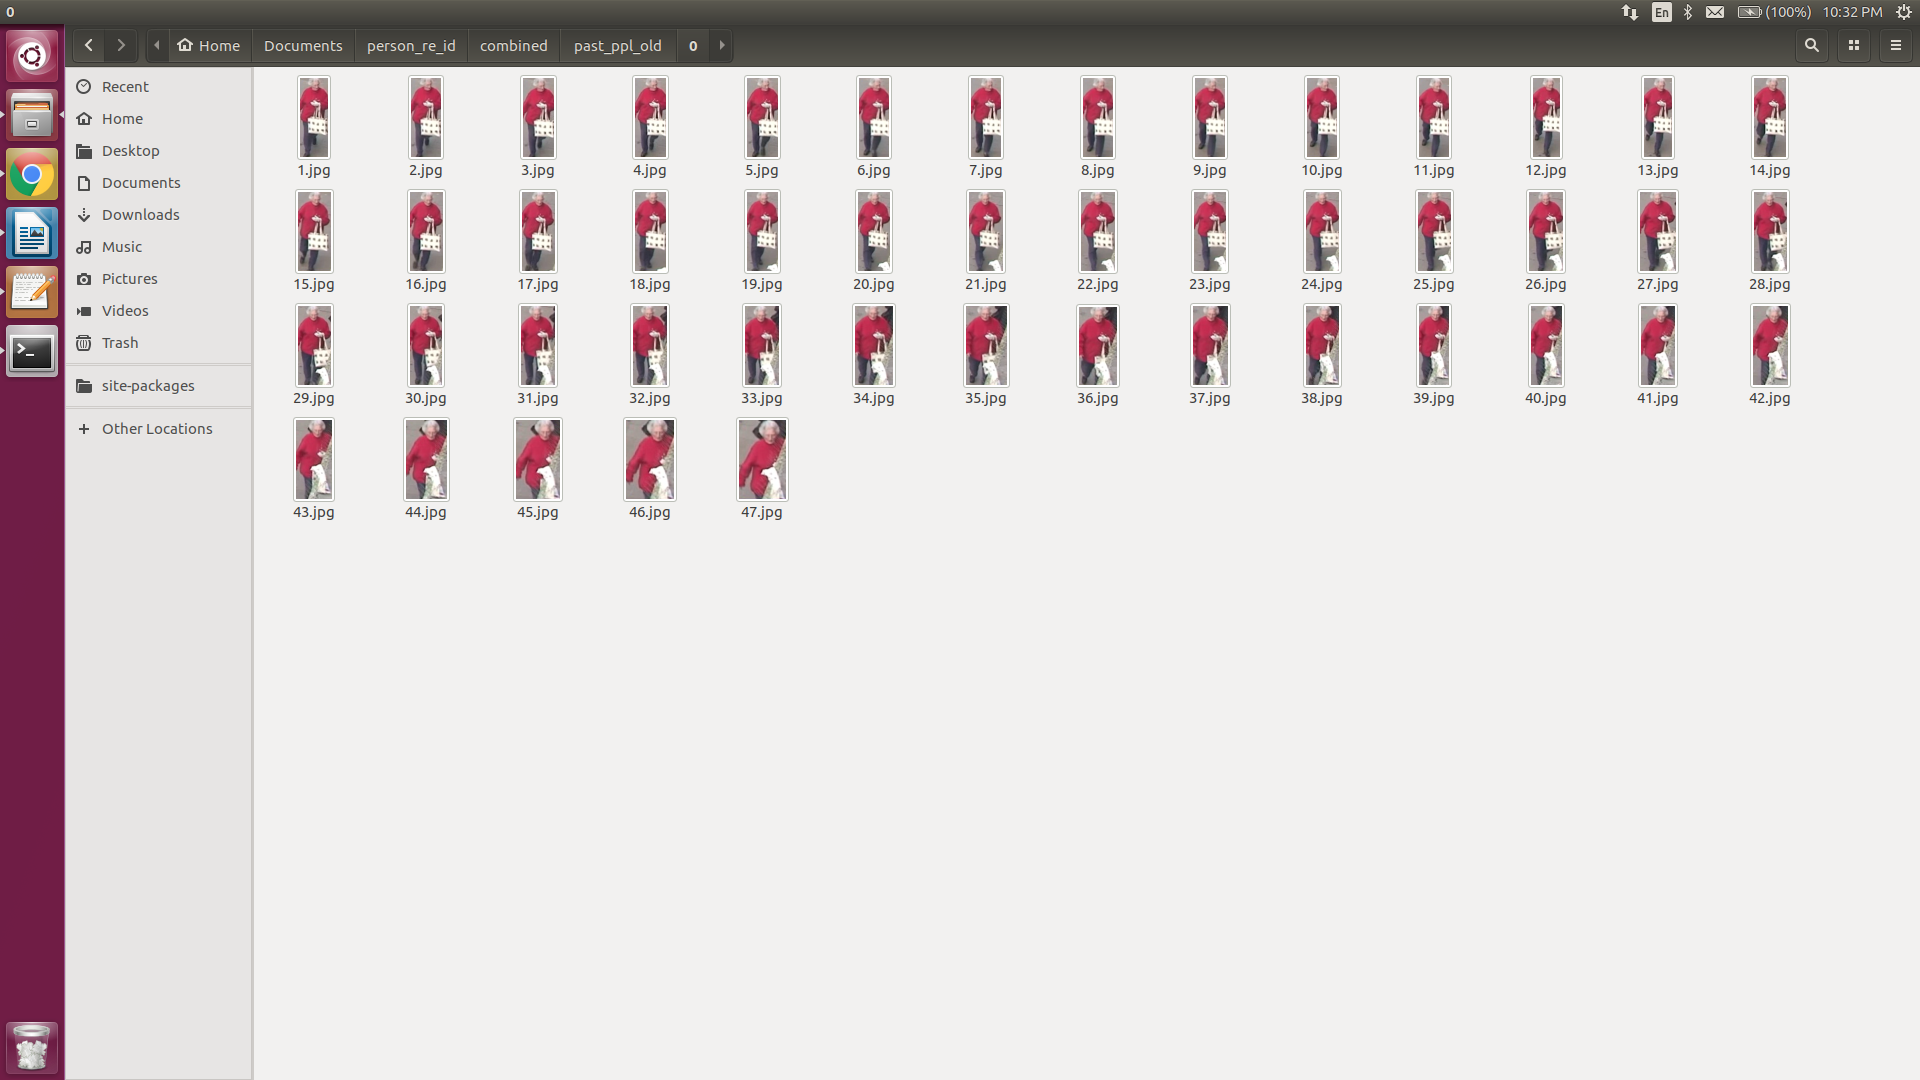 0
En
(100%)
10:32 PM
Home
Documents
person_re_id
combined
past_ppl_old
0
Recent
Home
Desktop
Documents
Downloads
Music
Pictures
Videos
Trash
site-packages
Other Locations
1.jpg 2.jpg 3.jpg 4.jpg 5.jpg 6.jpg 7.jpg 8.jpg 9.jpg 10.jpg 11.jpg 12.jpg 13.jpg 14.jpg
15.jpg 16.jpg 17.jpg 18.jpg 19.jpg 20.jpg 21.jpg 22.jpg 23.jpg 24.jpg 25.jpg 26.jpg 27.jpg 28.jpg
29.jpg 30.jpg 31.jpg 32.jpg 33.jpg 34.jpg 35.jpg 36.jpg 37.jpg 38.jpg 39.jpg 40.jpg 41.jpg 42.jpg
43.jpg 44.jpg 45.jpg 46.jpg 47.jpg